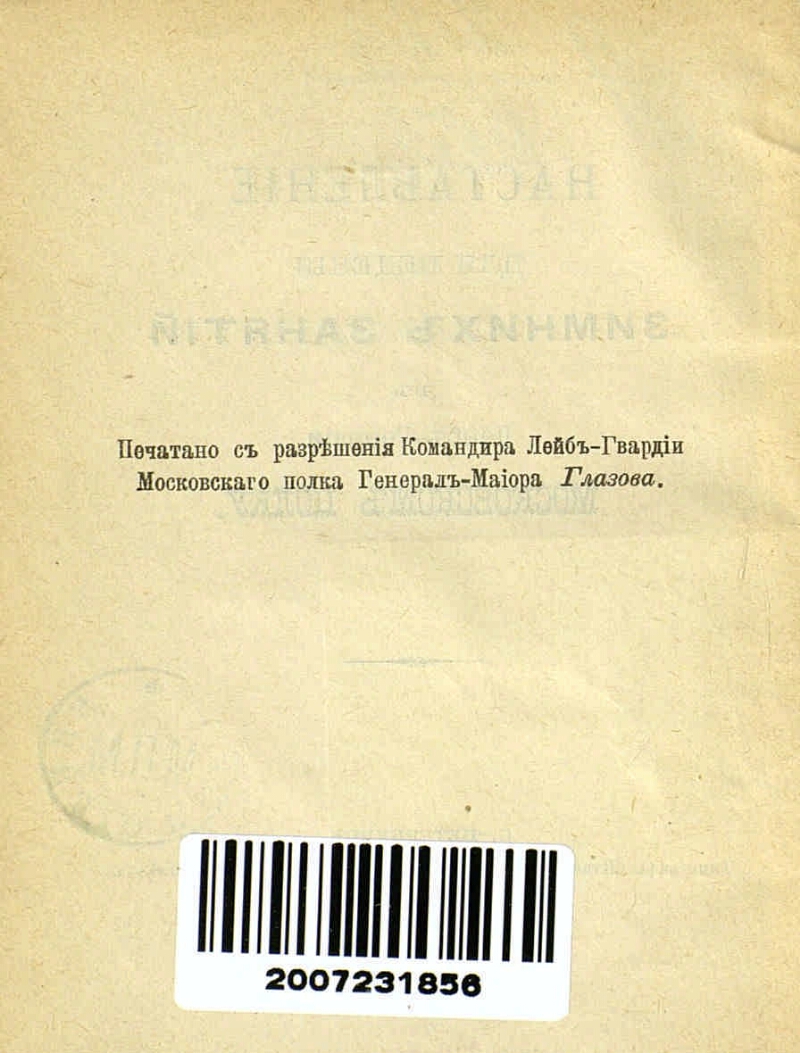 Печатано съ разрѣшенія Командира Лейбъ-Гвардіи
Московскаго полка Генералъ-Маіора Глазова.
2007231856